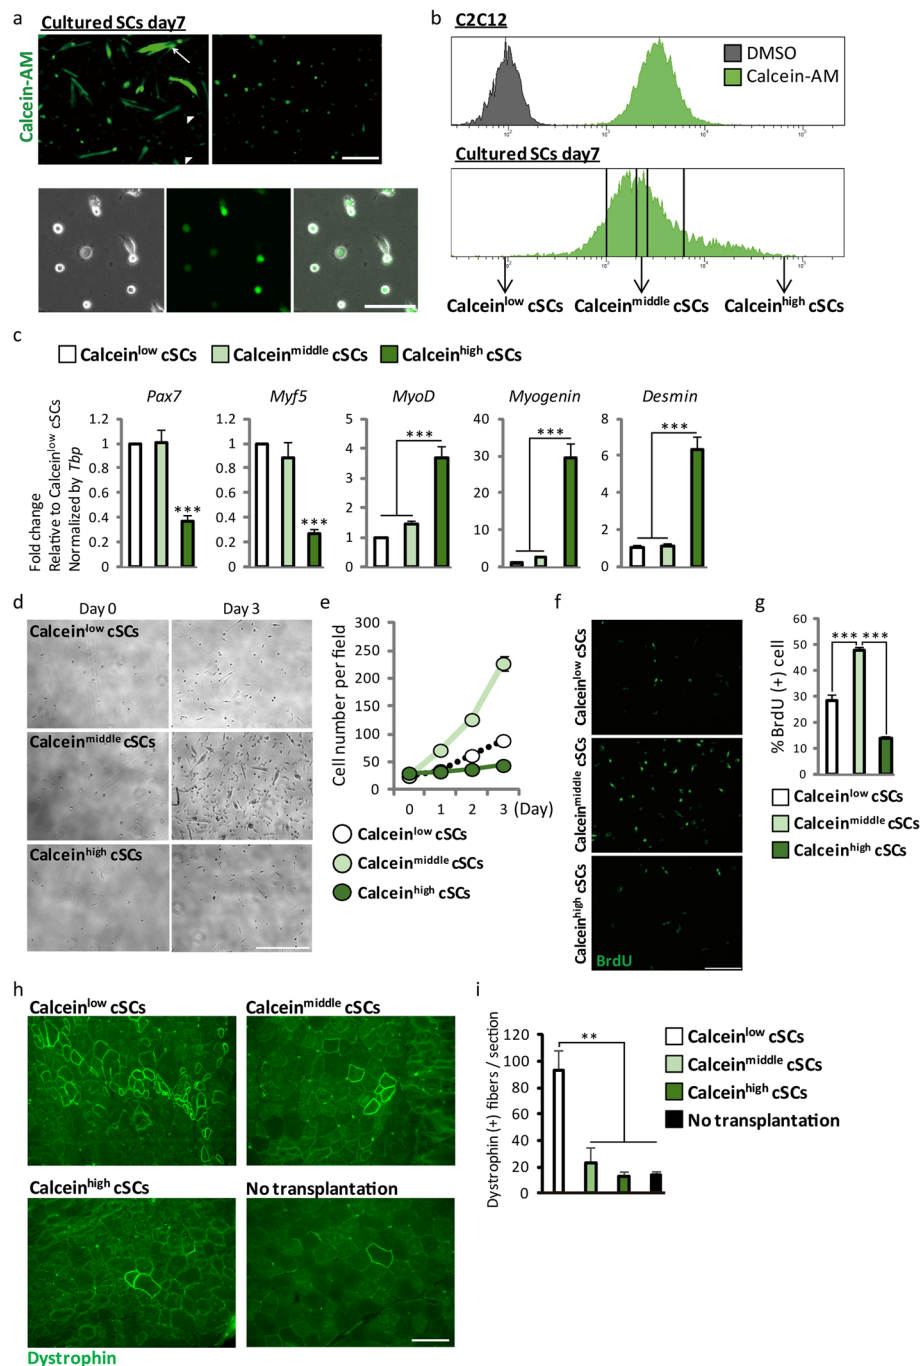 a
Cultured SCs day7
Calcein-AM
b
C2C12
DMSO
Calcein-AM
10² 10³ 10⁴ 10⁵
Cultured SCs day7
10² 10³ 10⁴ 10⁵
Calcein^low cSCs Calcein^middle cSCs Calcein^high cSCs
c
Calcein^low cSCs Calcein^middle cSCs Calcein^high cSCs
Fold change
Relative to Calcein^low cSCs
Normalized by Tbp
Pax7
1.2
1
0.8
0.6
0.4
0.2
0
***
Myf5
1.2
1
0.8
0.6
0.4
0.2
0
***
MyoD
5
4
3
2
1
0
***
Myogenin
40
30
20
10
0
***
Desmin
8
6
4
2
0
***
d
Day 0 Day 3
Calcein^low cSCs
Calcein^middle cSCs
Calcein^high cSCs
e
Cell number per field
300
250
200
150
100
50
0
0 1 2 3 (Day)
Calcein^low cSCs
Calcein^middle cSCs
Calcein^high cSCs
f
Calcein^low cSCs
Calcein^middle cSCs
Calcein^high cSCs
BrdU
g
% BrdU (+) cell
60
50
40
30
20
10
0
*** ***
Calcein^low cSCs
Calcein^middle cSCs
Calcein^high cSCs
h
Calcein^low cSCs Calcein^middle cSCs
Calcein^high cSCs No transplantation
Dystrophin
i
Dystrophin (+) fibers / section
120
100
80
60
40
20
0
**
Calcein^low cSCs
Calcein^middle cSCs
Calcein^high cSCs
No transplantation